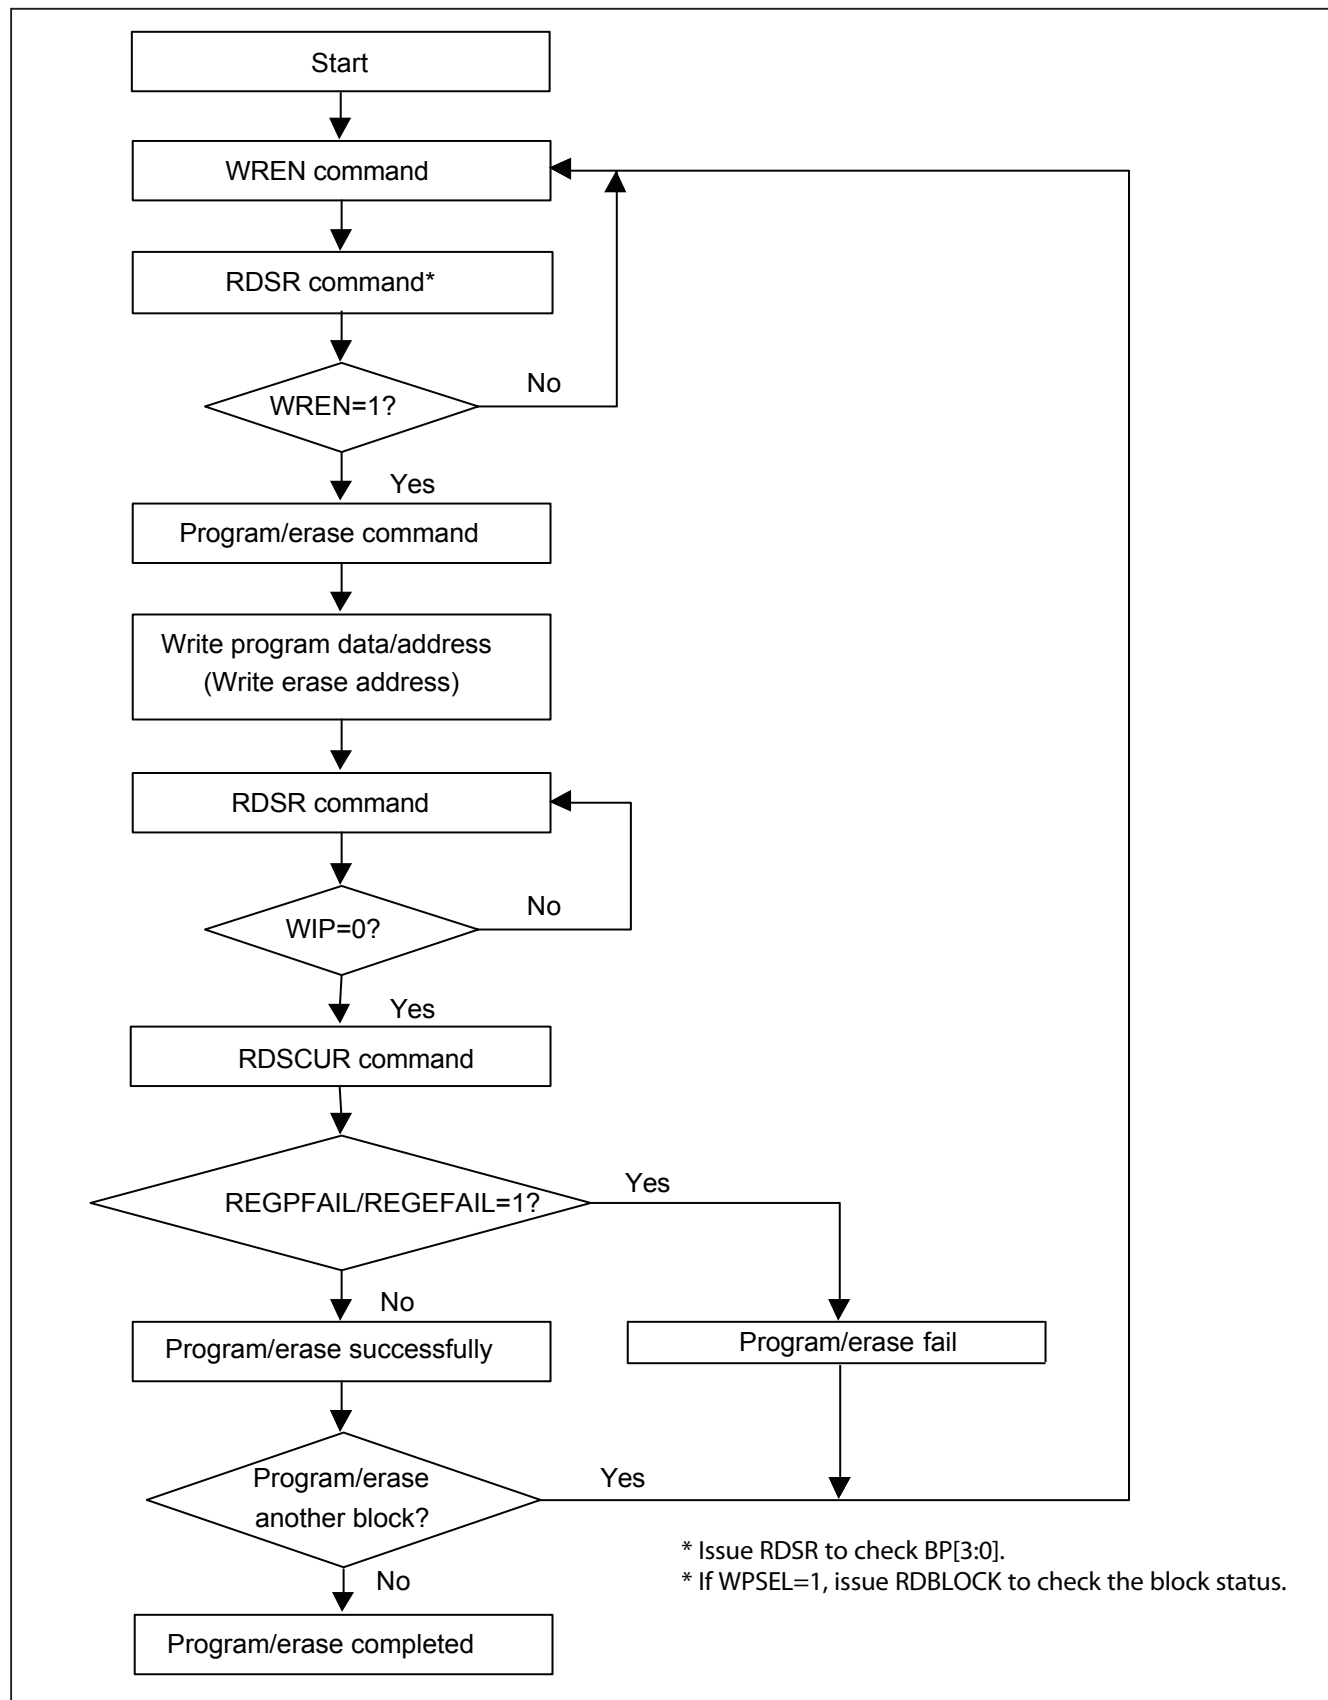 Start
WREN command
RDSR command*
WREN=1?
No
Yes
Program/erase command
Write program data/address
(Write erase address)
RDSR command
WIP=0?
No
Yes
RDSCUR command
REGPFAIL/REGEFAIL=1?
Yes
No
Program/erase successfully
Program/erase fail
Program/erase
another block?
Yes
* Issue RDSR to check BP[3:0].
* If WPSEL=1, issue RDBLOCK to check the block status.
No
Program/erase completed